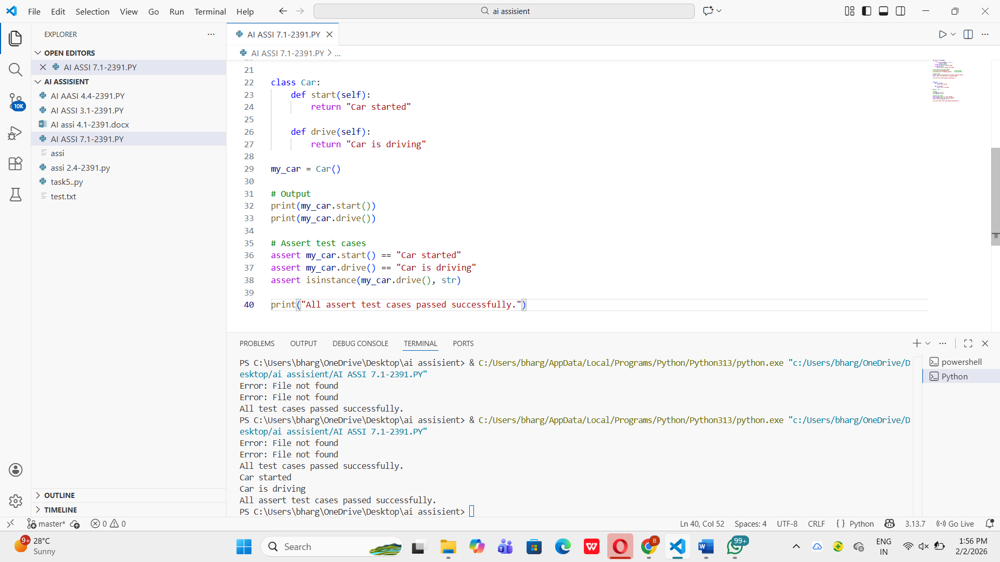 File Edit Selection View Go Run Terminal Help
ai assisient
EXPLORER
OPEN EDITORS
AI ASSI 7.1-2391.PY
AI ASSISIENT
AI AASI 4.4-2391.PY
AI ASSI 3.1-2391.PY
AI assi 4.1-2391.docx
AI ASSI 7.1-2391.PY
assi
assi 2.4-2391.py
task5..py
test.txt
10K
OUTLINE
TIMELINE
AI ASSI 7.1-2391.PY
AI ASSI 7.1-2391.PY > ...
21
22 class Car:
23 def start(self):
24 return "Car started"
25
26 def drive(self):
27 return "Car is driving"
28
29 my_car = Car()
30
31 # Output
32 print(my_car.start())
33 print(my_car.drive())
34
35 # Assert test cases
36 assert my_car.start() == "Car started"
37 assert my_car.drive() == "Car is driving"
38 assert isinstance(my_car.drive(), str)
39
40 print("All assert test cases passed successfully.")
PROBLEMS OUTPUT DEBUG CONSOLE TERMINAL PORTS
PS C:\Users\bharg\OneDrive\Desktop\ai assisient> & C:/Users/bharg/AppData/Local/Programs/Python/Python313/python.exe "c:/Users/bharg/OneDrive/D
esktop/ai assisient/AI ASSI 7.1-2391.PY"
Error: File not found
Error: File not found
All test cases passed successfully.
PS C:\Users\bharg\OneDrive\Desktop\ai assisient> & C:/Users/bharg/AppData/Local/Programs/Python/Python313/python.exe "c:/Users/bharg/OneDrive/D
esktop/ai assisient/AI ASSI 7.1-2391.PY"
Error: File not found
Error: File not found
All test cases passed successfully.
Car started
Car is driving
All assert test cases passed successfully.
PS C:\Users\bharg\OneDrive\Desktop\ai assisient>
powershell
Python
master* 0 0
Ln 40, Col 52 Spaces: 4 UTF-8 CRLF { } Python 3.13.7 Go Live
9+
28°C
Sunny
Search
B
99+
ENG
IN
1:56 PM
2/2/2026